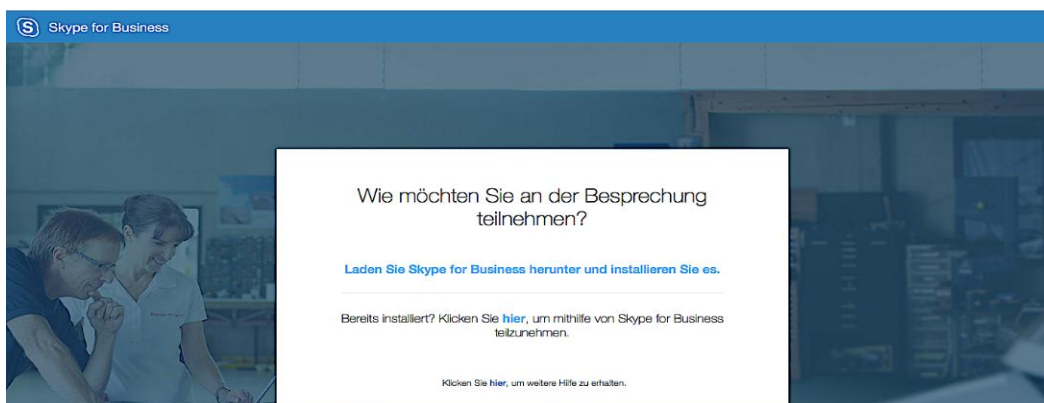 Skype for Business
Wie möchten Sie an der Besprechung
teilnehmen?
Laden Sie Skype for Business herunter und installieren Sie es.
Bereits installiert? Klicken Sie hier, um mithilfe von Skype for Business
teilzunehmen.
Klicken Sie hier, um weitere Hilfe zu erhalten.